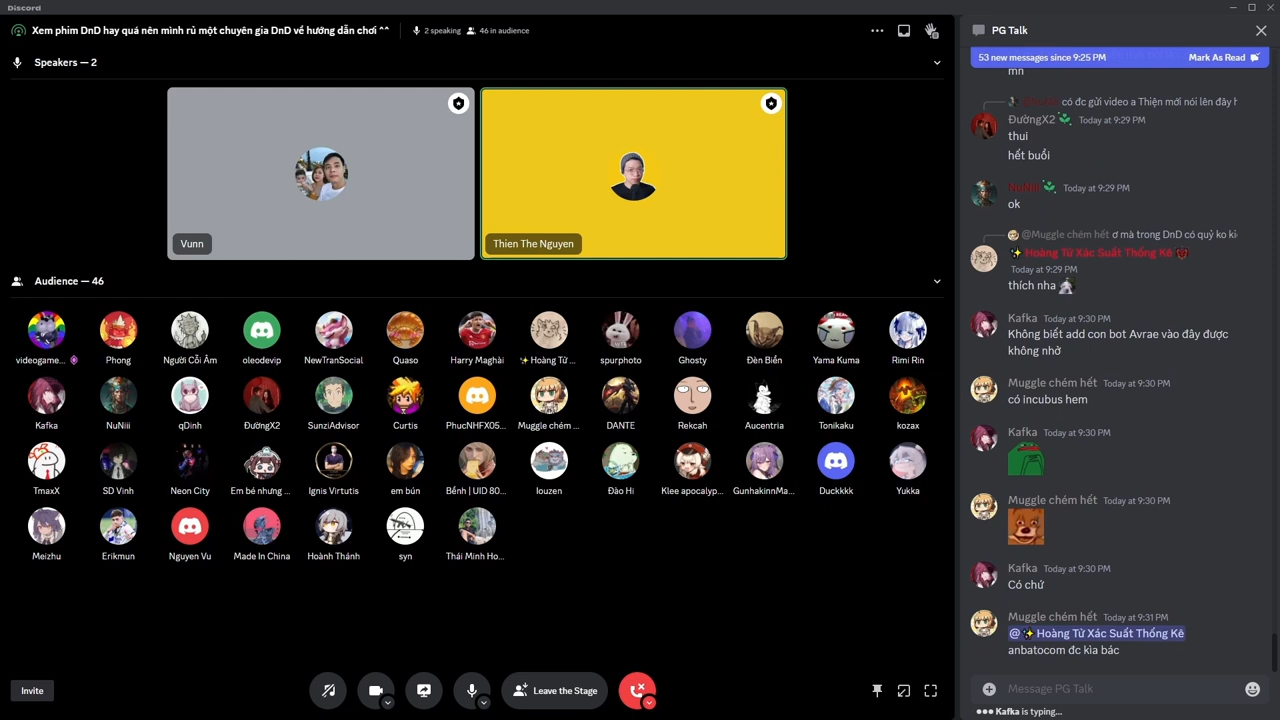 Discord
Xem phim DnD hay quá nên mình rủ một chuyên gia DnD về hướng dẫn chơi ^^
2 speaking
46 in audience
Speakers — 2
Vunn
Thien The Nguyen
Audience — 46
videogame...
Phong
Người Cõi Âm
oleodevip
NewTranSocial
Quaso
Harry Maghài
✨ Hoàng Tử ...
spurphoto
Ghosty
Đèn Biển
Yama Kuma
Rimi Rin
Kafka
NuNiii
qDinh
ĐườngX2
SunziAdvisor
Curtis
PhucNHFX05...
Muggle chém ...
DANTE
Rekcah
Aucentria
Tonikaku
kozax
TmaxX
SD Vinh
Neon City
Em bé nhưng ...
Ignis Virtutis
em bún
Bềnh | UID 80...
louzen
Đào Hi
Klee apocalyp...
GunhakinnMa...
Duckkkk
Yukka
Meizhu
Erikmun
Nguyen Vu
Made In China
Hoành Thánh
syn
Thái Minh Ho...
Invite
Leave the Stage
PG Talk
53 new messages since 9:25 PM
Mark As Read
mn
có đc gửi video a Thiện mới nói lên đây
ĐườngX2 Today at 9:29 PM
thui
hết buổi
NuNiii Today at 9:29 PM
ok
@Muggle chém hết ơ mà trong DnD có quỷ ko
✨ Hoàng Tử Xác Suất Thống Kê
Today at 9:29 PM
thích nha
Kafka Today at 9:30 PM
Không biết add con bot Avrae vào đây được
không nhở
Muggle chém hết Today at 9:30 PM
có incubus hem
Kafka Today at 9:30 PM
Muggle chém hết Today at 9:30 PM
Kafka Today at 9:30 PM
Có chứ
Muggle chém hết Today at 9:31 PM
@✨ Hoàng Tử Xác Suất Thống Kê
anbatocom đc kìa bác
Message PG Talk
Kafka is typing...